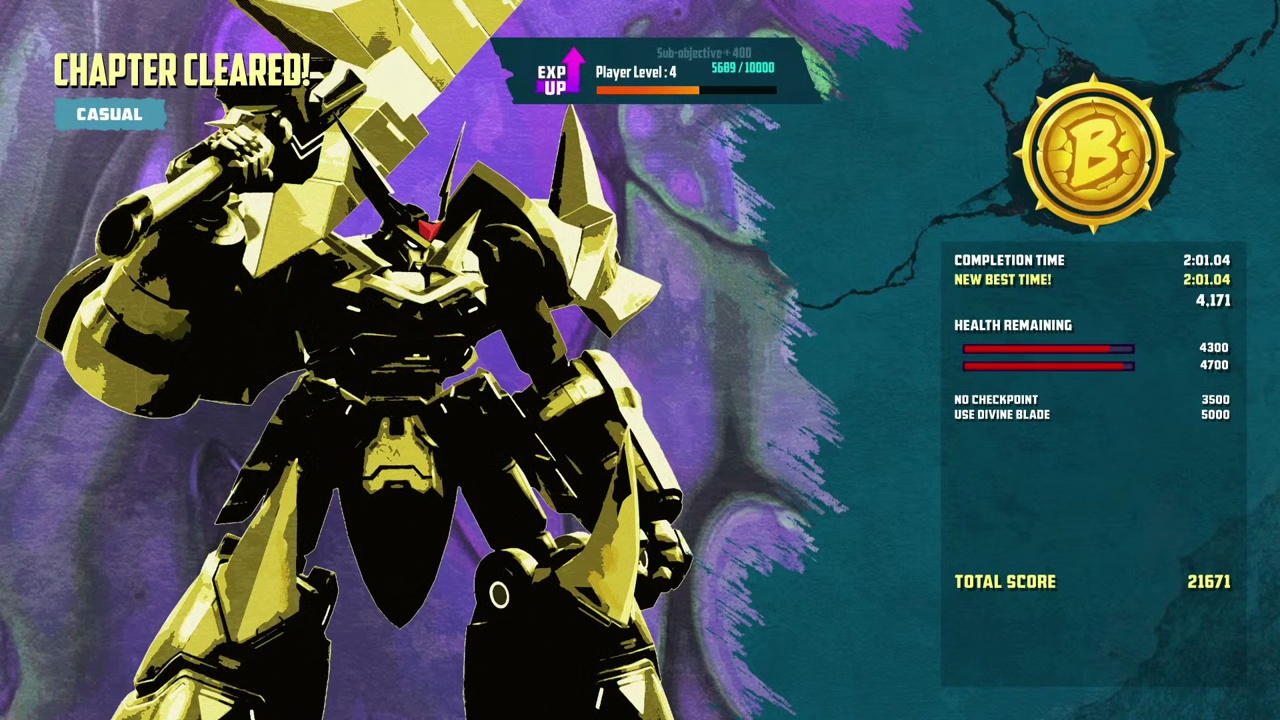 CHAPTER CLEARED!
CASUAL
EXP UP
Sub-objective + 400
Player Level : 4
5689 / 10000
B
COMPLETION TIME 2:01.04
NEW BEST TIME! 2:01.04
4,171
HEALTH REMAINING
4300
4700
NO CHECKPOINT 3500
USE DIVINE BLADE 5000
TOTAL SCORE 21671